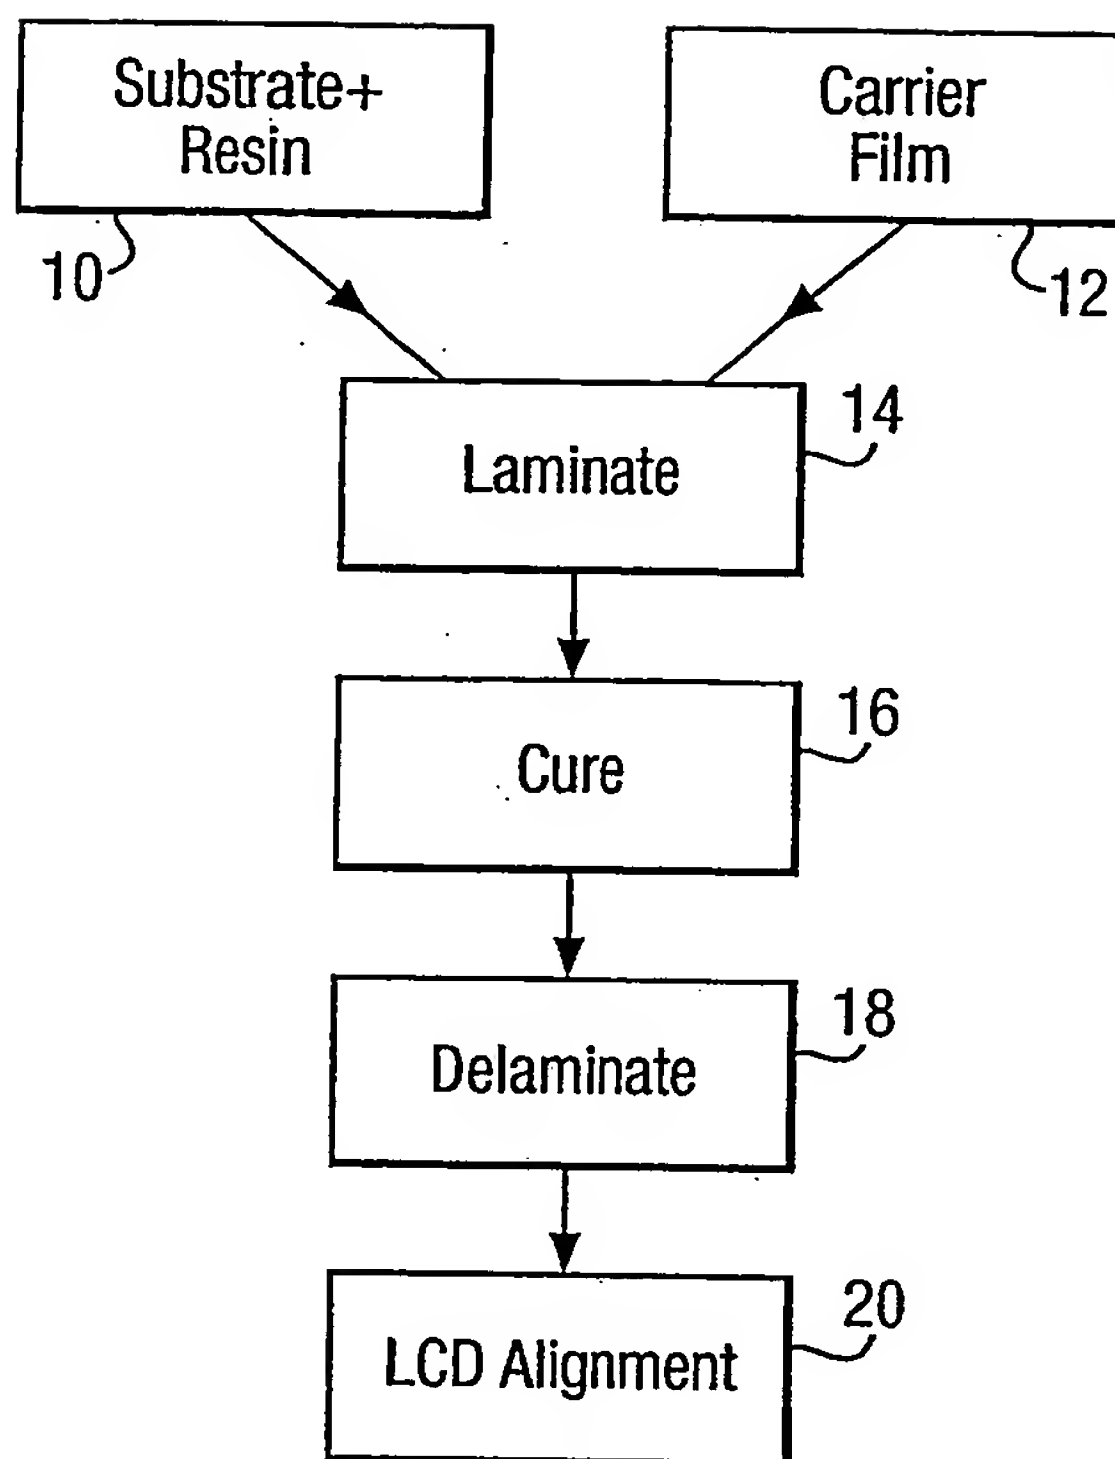 Substrate+
Resin
Carrier
Film
10
12
Laminate
14
Cure
16
Delaminate
18
LCD Alignment
20